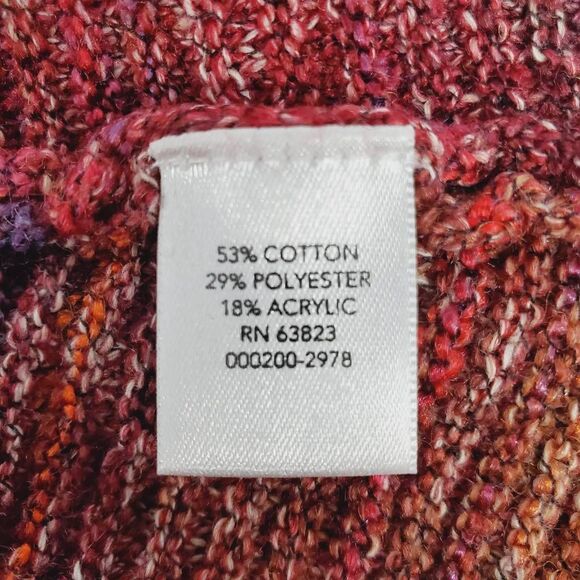 53% COTTON
29% POLYESTER
18% ACRYLIC
RN 63823
000200-2978